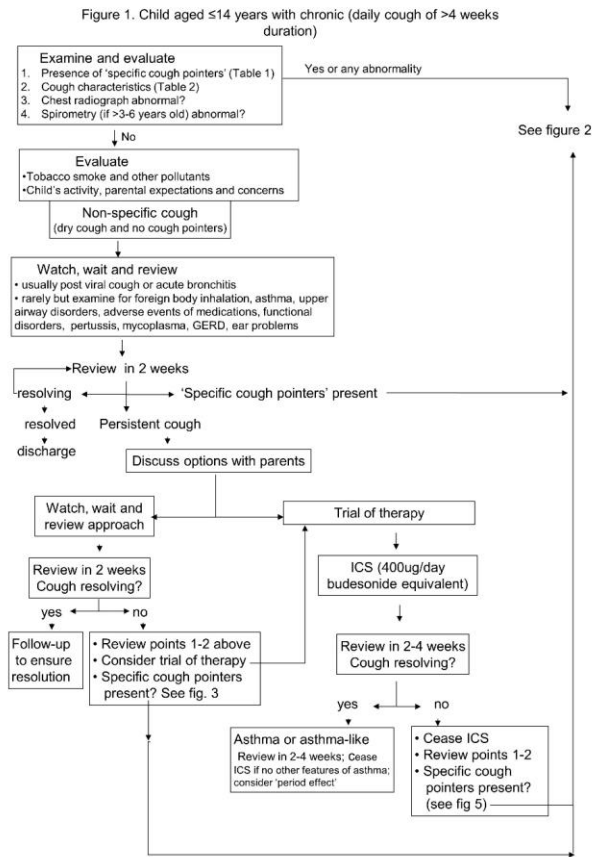 Figure 1. Child aged ≤14 years with chronic (daily cough of >4 weeks
duration)
Examine and evaluate
1. Presence of ‘specific cough pointers’ (Table 1)
2. Cough characteristics (Table 2)
3. Chest radiograph abnormal?
4. Spirometry (if >3-6 years old) abnormal?
Yes or any abnormality
See figure 2
No
Evaluate
•Tobacco smoke and other pollutants
•Child’s activity, parental expectations and concerns
Non-specific cough
(dry cough and no cough pointers)
Watch, wait and review
• usually post viral cough or acute bronchitis
• rarely but examine for foreign body inhalation, asthma, upper
airway disorders, adverse events of medications, functional
disorders, pertussis, mycoplasma, GERD, ear problems
Review in 2 weeks
resolving
‘Specific cough pointers’ present
resolved
Persistent cough
discharge
Discuss options with parents
Watch, wait and
review approach
Trial of therapy
Review in 2 weeks
Cough resolving?
ICS (400ug/day
budesonide equivalent)
yes
no
Follow-up
to ensure
resolution
• Review points 1-2 above
• Consider trial of therapy
• Specific cough pointers
present? See fig. 3
Review in 2-4 weeks
Cough resolving?
yes
no
Asthma or asthma-like
Review in 2-4 weeks; Cease
ICS if no other features of asthma;
consider ‘period effect’
• Cease ICS
• Review points 1-2
• Specific cough
pointers present?
(see fig 5)